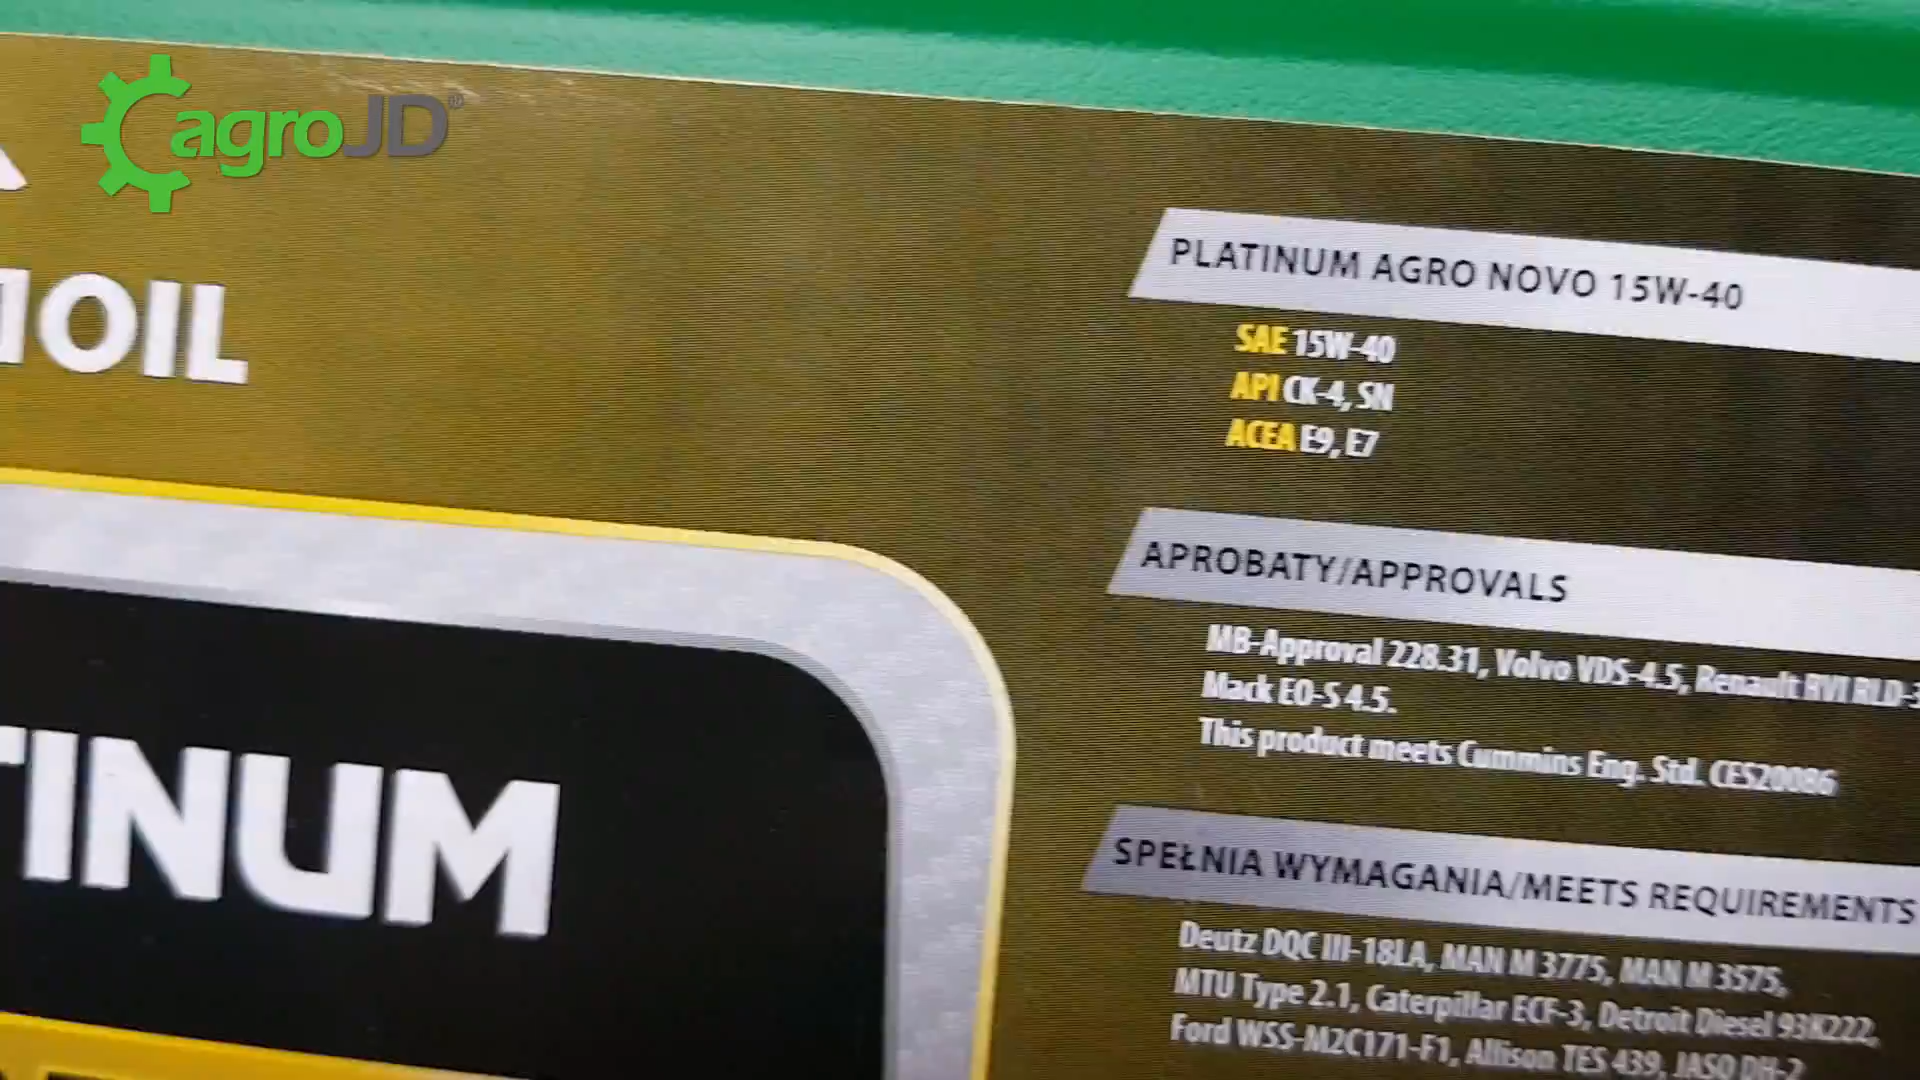 agroJD®
OIL
TINUM
PLATINUM AGRO NOVO 15W-40
SAE 15W-40
API CK-4, SN
ACEA E9, E7
APROBATY/APPROVALS
MB-Approval 228.31, Volvo VDS-4.5, Renault RVI RLD-3
Mack EO-S 4.5.
This product meets Cummins Eng. Std. CES20086
SPEŁNIA WYMAGANIA/MEETS REQUIREMENTS
Deutz DQC III-18LA, MAN M 3775, MAN M 3575,
MTU Type 2.1, Caterpillar ECF-3, Detroit Diesel 93K222,
Ford WSS-M2C171-F1, Allison TES 439, JASO DH-2